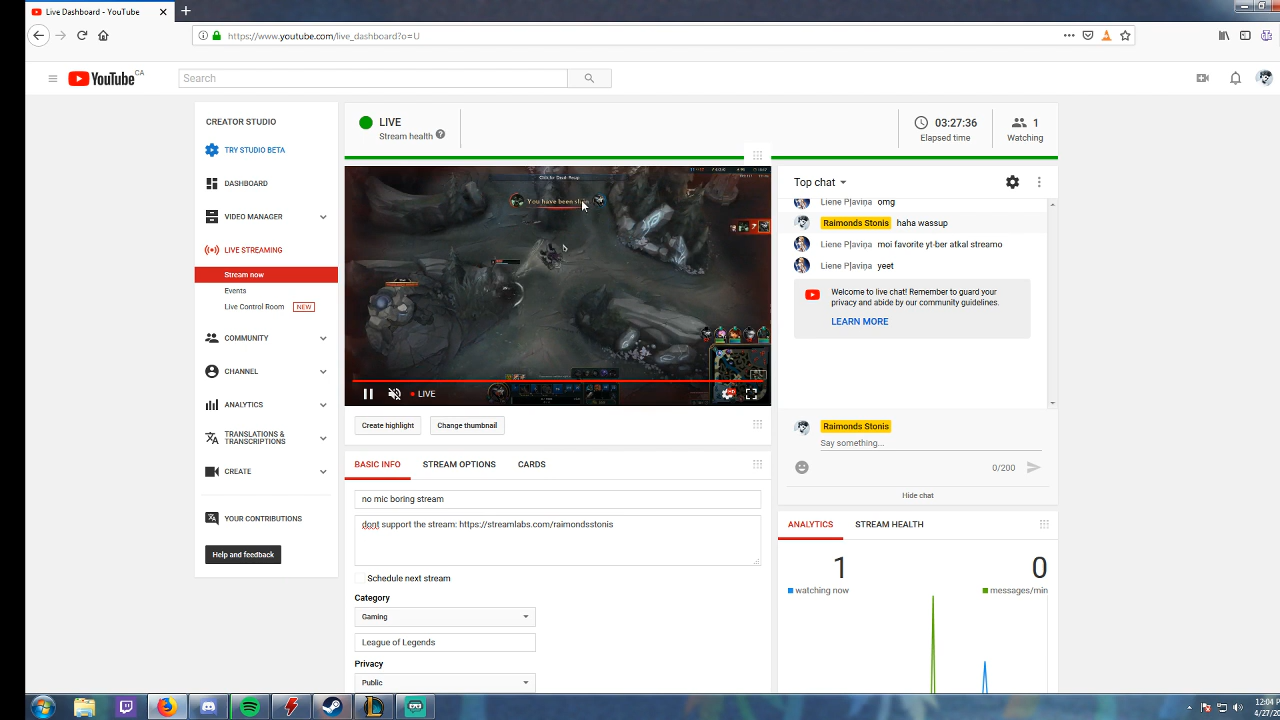 Live Dashboard - YouTube
https://www.youtube.com/live_dashboard?o=U
YouTube CA
Search
CREATOR STUDIO
TRY STUDIO BETA
DASHBOARD
VIDEO MANAGER
LIVE STREAMING
Stream now
Events
Live Control Room NEW
COMMUNITY
CHANNEL
ANALYTICS
TRANSLATIONS &
TRANSCRIPTIONS
CREATE
YOUR CONTRIBUTIONS
Help and feedback
LIVE
Stream health
03:27:36
Elapsed time
1
Watching
You have been
LIVE
Create highlight
Change thumbnail
BASIC INFO
STREAM OPTIONS
CARDS
no mic boring stream
dont support the stream: https://streamlabs.com/raimondsstonis
Schedule next stream
Category
Gaming
League of Legends
Privacy
Public
Top chat
Liene Pļaviņa omg
Raimonds Stonis haha wassup
Liene Pļaviņa moi favorite yt-ber atkal streamo
Liene Pļaviņa yeet
Welcome to live chat! Remember to guard your
privacy and abide by our community guidelines.
LEARN MORE
Raimonds Stonis
Say something...
0/200
Hide chat
ANALYTICS
STREAM HEALTH
1
watching now
0
messages/min
12:04
4/27/20